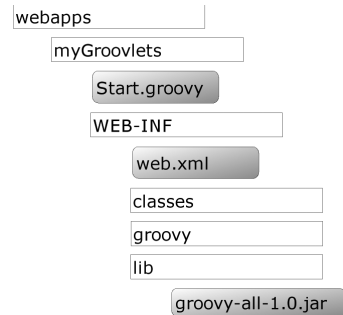 webapps
myGroovlets
Start.groovy
WEB-INF
web.xml
classes
groovy
lib
groovy-all-1.0.jar